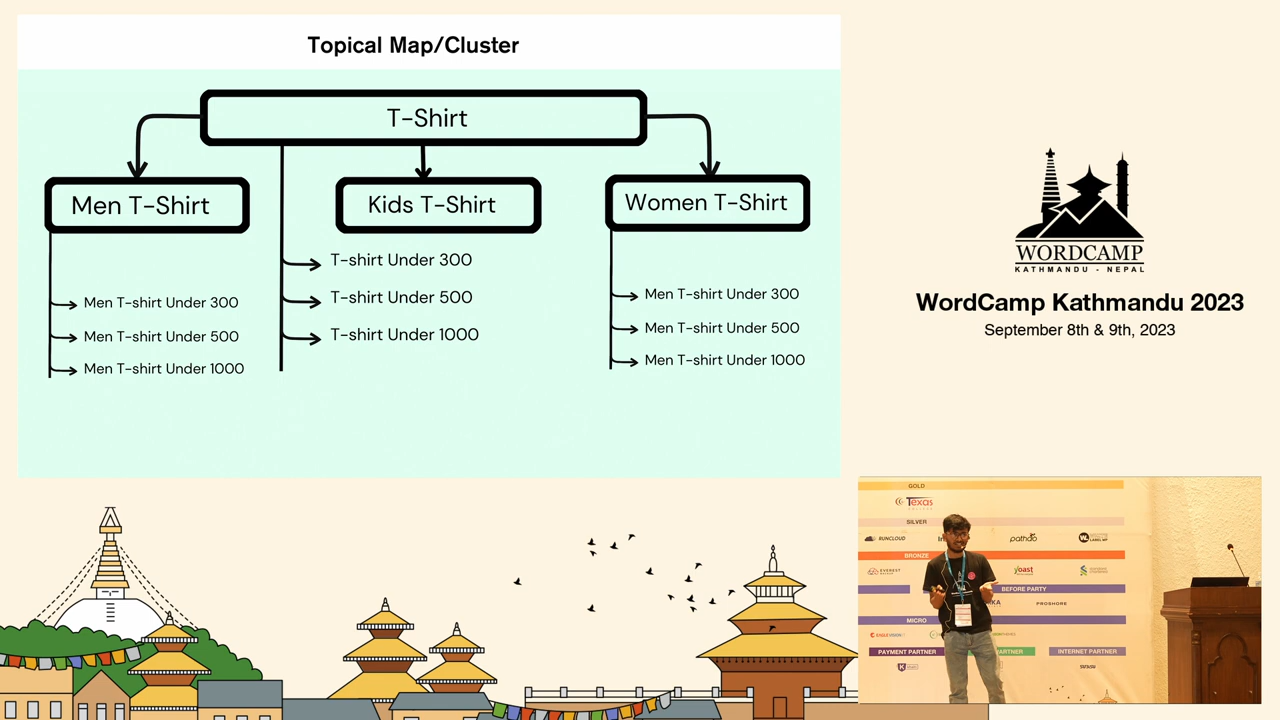 Topical Map/Cluster
T-Shirt
Men T-Shirt
Kids T-Shirt
Women T-Shirt
Men T-shirt Under 300
Men T-shirt Under 500
Men T-shirt Under 1000
T-shirt Under 300
T-shirt Under 500
T-shirt Under 1000
Men T-shirt Under 300
Men T-shirt Under 500
Men T-shirt Under 1000
WORDCAMP
KATHMANDU - NEPAL
WordCamp Kathmandu 2023
September 8th & 9th, 2023
GOLD
Texas
SILVER
RUNCLOUD
pathao
BRONZE
EVEREST
yoast
BEFORE PARTY
PROSHORE
MICRO
PAYMENT PARTNER
INTERNET PARTNER